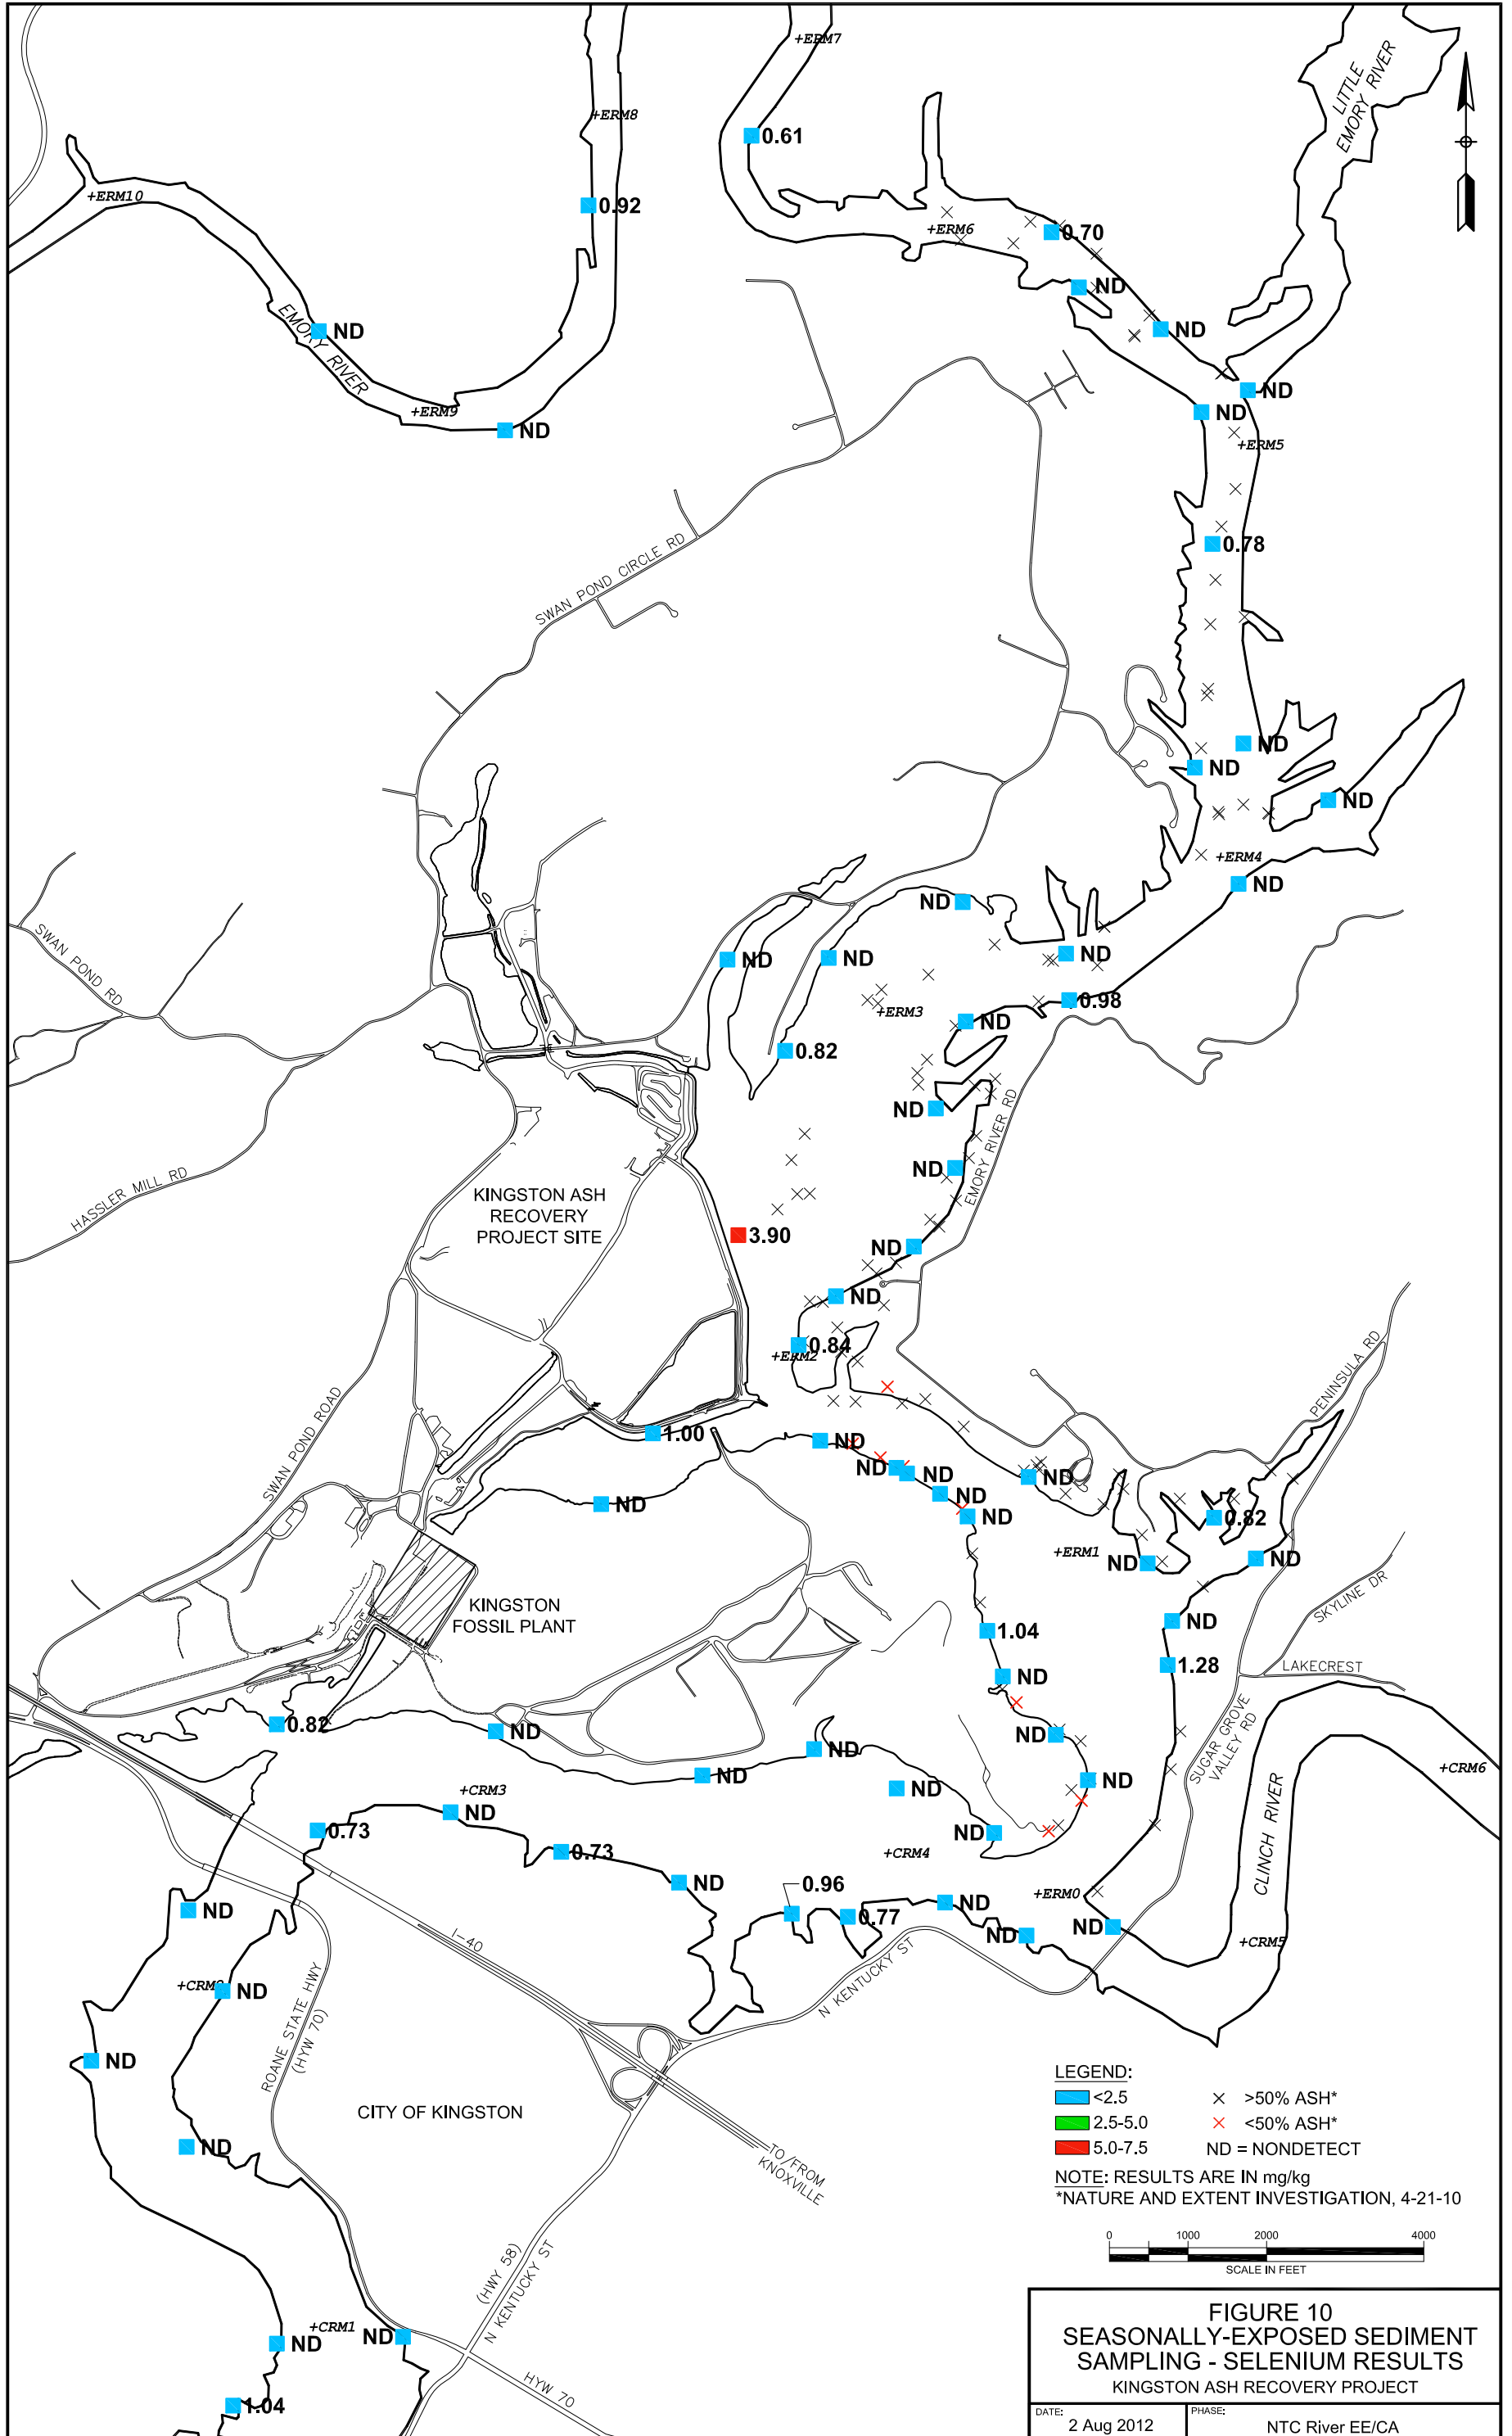 +ERM7
LITTLE
EMORY RIVER
+ERM8
0.61
+ERM10
0.92
+ERM6
0.70
ND
ND
EMORY RIVER
ND
ND
+ERM9
ND
ND
+ERM5
0.78
SWAN POND CIRCLE RD
ND
ND
ND
+ERM4
ND
ND
SWAN POND RD
ND
ND
ND
0.98
+ERM3
ND
0.82
ND
EMORY RIVER RD
ND
HASSLER MILL RD
KINGSTON ASH
RECOVERY
PROJECT SITE
3.90
ND
ND
0.84
+ERM2
PENINSULA RD
SWAN POND ROAD
1.00
ND
ND
ND
ND
ND
ND
ND
0.82
+ERM1
ND
ND
KINGSTON
FOSSIL PLANT
SKYLINE DR
ND
1.04
1.28
LAKECREST
ND
SUGAR GROVE
VALLEY RD
0.82
ND
ND
ND
ND
ND
ND
+CRM6
+CRM3
ND
0.73
ND
0.73
+CRM4
CLINCH RIVER
ND
0.96
+ERM0
ND
0.77
ND
ND
ND
+CRM5
I-40
N KENTUCKY ST
ROANE STATE HWY
(HYW 70)
ND
ND
LEGEND:
<2.5
× >50% ASH*
2.5-5.0
× <50% ASH*
5.0-7.5
ND = NONDETECT
NOTE: RESULTS ARE IN mg/kg
*NATURE AND EXTENT INVESTIGATION, 4-21-10
CITY OF KINGSTON
ND
TO/FROM
KNOXVILLE
0 1000 2000 4000
SCALE IN FEET
(HWY 58)
N KENTUCKY ST
+CRM1
ND
ND
HYW 70
1.04
FIGURE 10
SEASONALLY-EXPOSED SEDIMENT
SAMPLING - SELENIUM RESULTS
KINGSTON ASH RECOVERY PROJECT
DATE:
2 Aug 2012
PHASE:
NTC River EE/CA